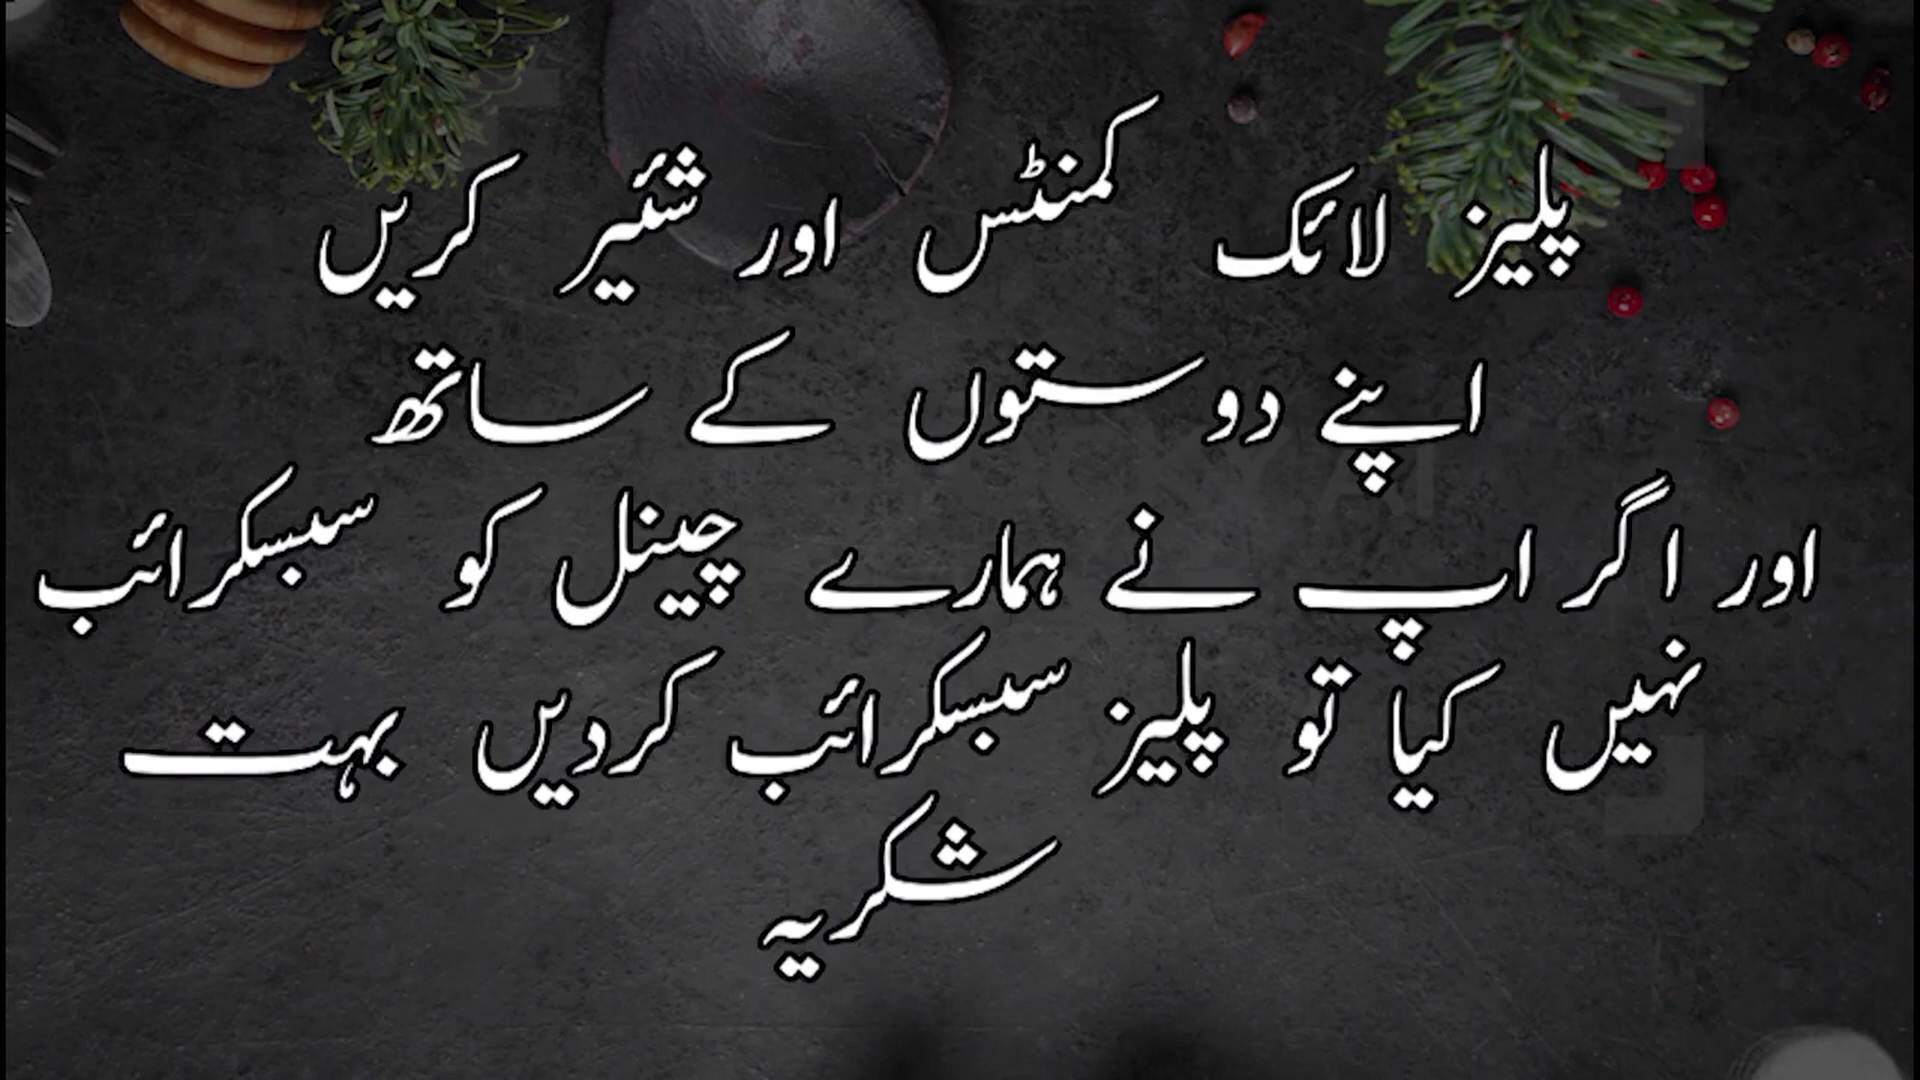 پلیز لائک کمنٹس اور شئیر کریں
اپنے دوستوں کے ساتھ
اور اگر اپ نے ہمارے چینل کو سبسکرائب
نہیں کیا تو پلیز سبسکرائب کردیں بہت
شکریہ